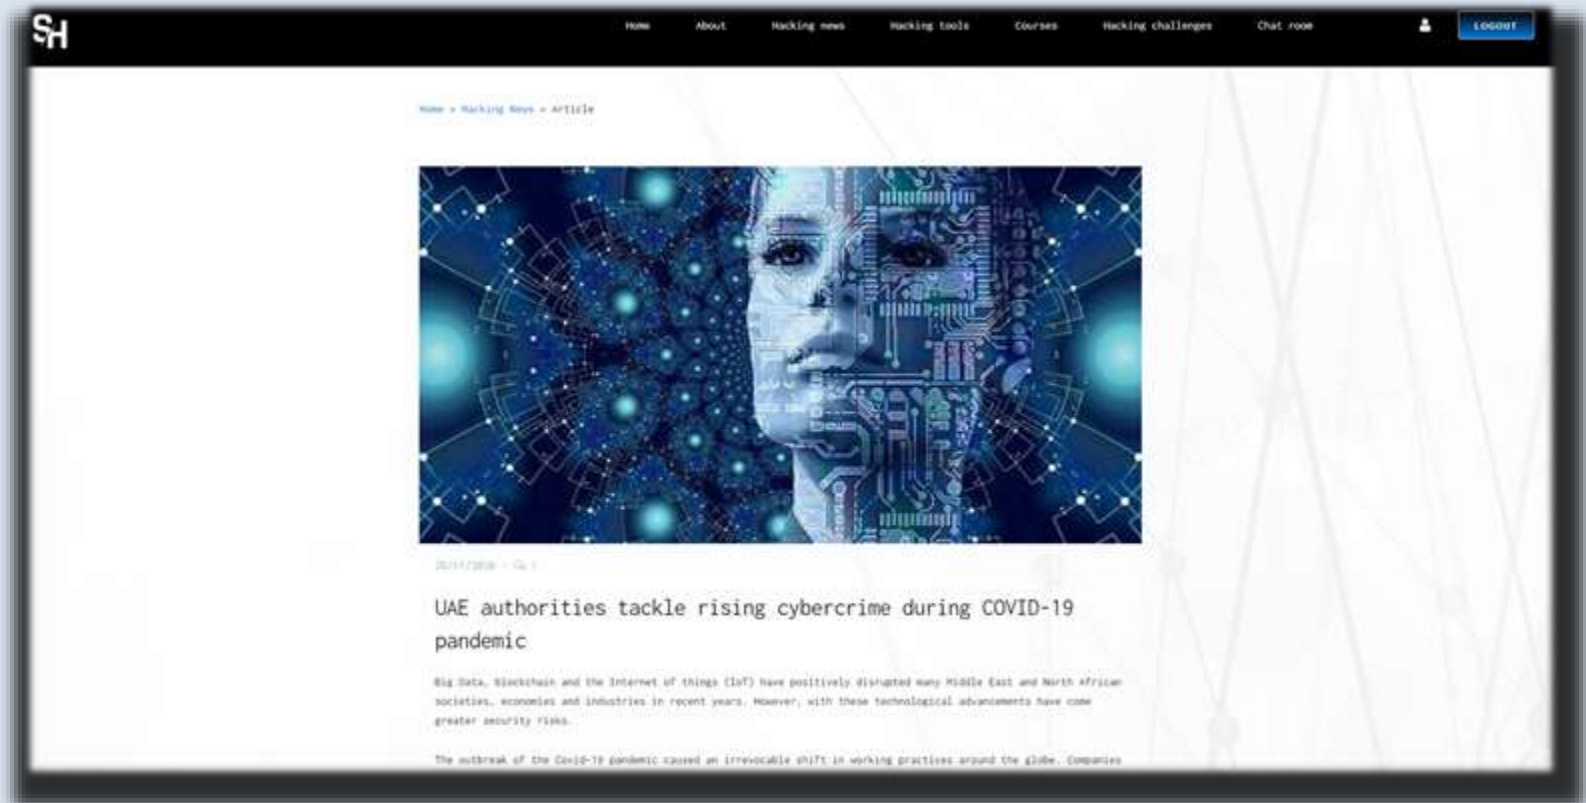 SH
Home About Hacking news Hacking tools Courses Hacking challenges Chat room LOGOUT
Home » Hacking News » Article
UAE authorities tackle rising cybercrime during COVID-19
pandemic
Big Data, Blockchain and the Internet of things (IoT) have positively disrupted many Middle East and North African
societies, economies and industries in recent years. However, with these technological advancements have come
greater security risks.
The outbreak of the Covid-19 pandemic caused an irrevocable shift in working practices around the globe. Companies